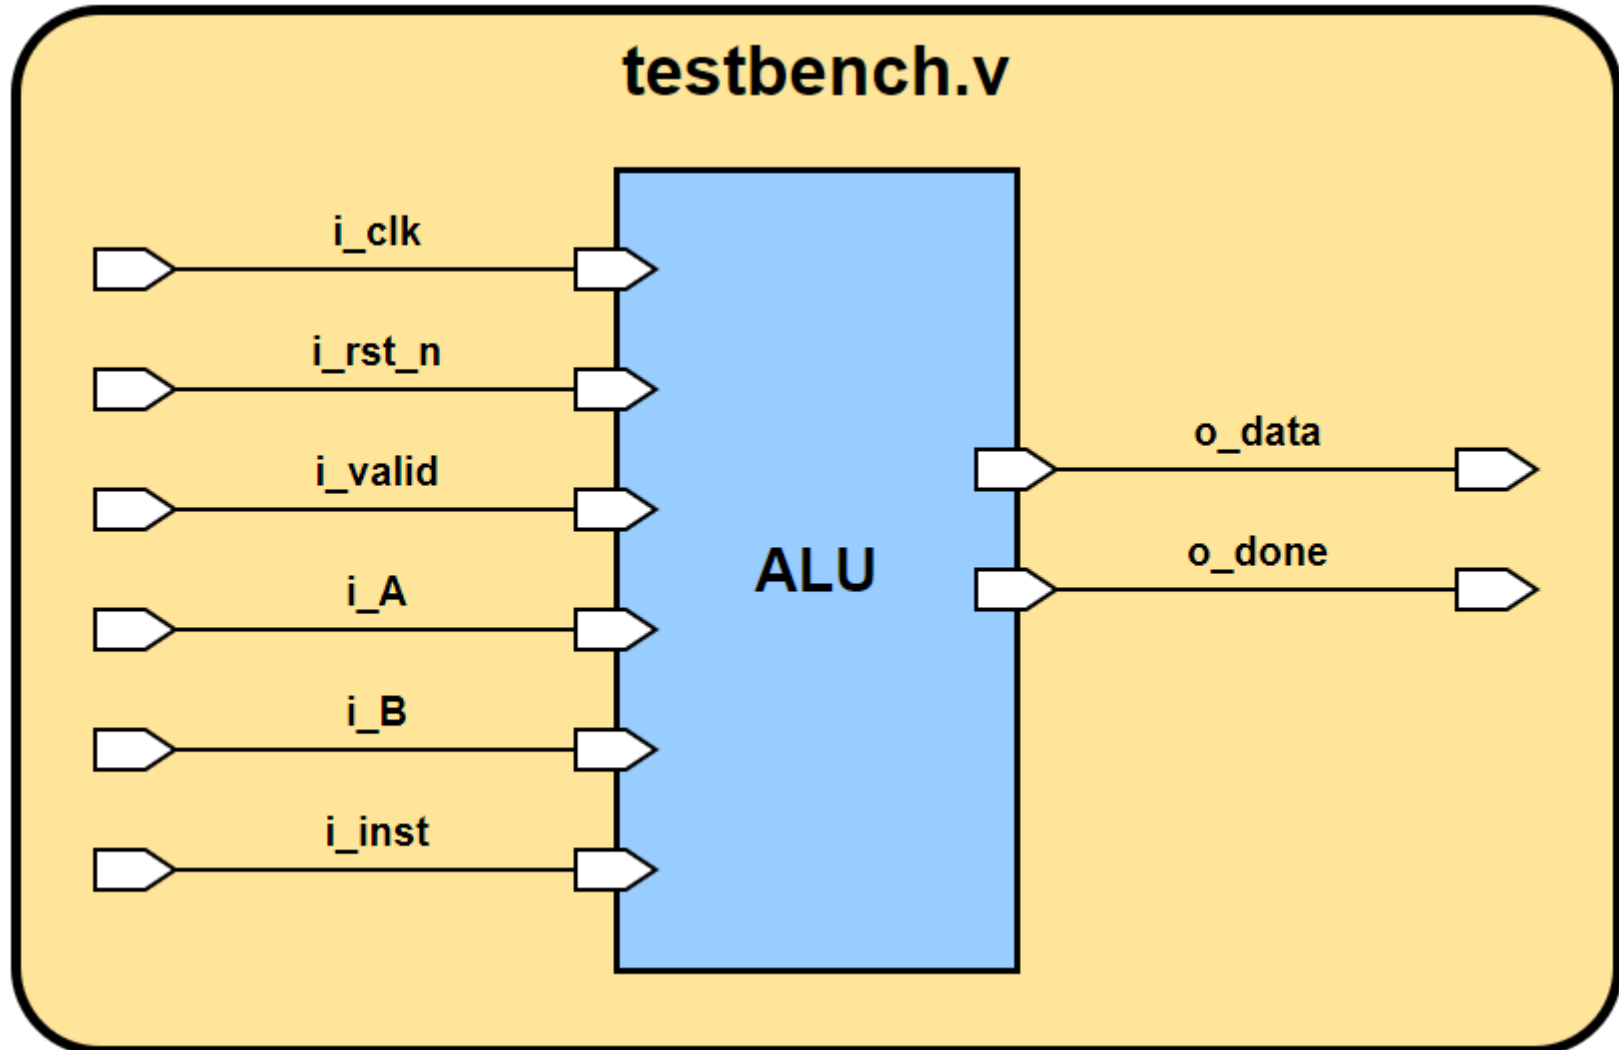 testbench.v
i_clk
i_rst_n
i_valid
i_A
i_B
i_inst
ALU
o_data
o_done